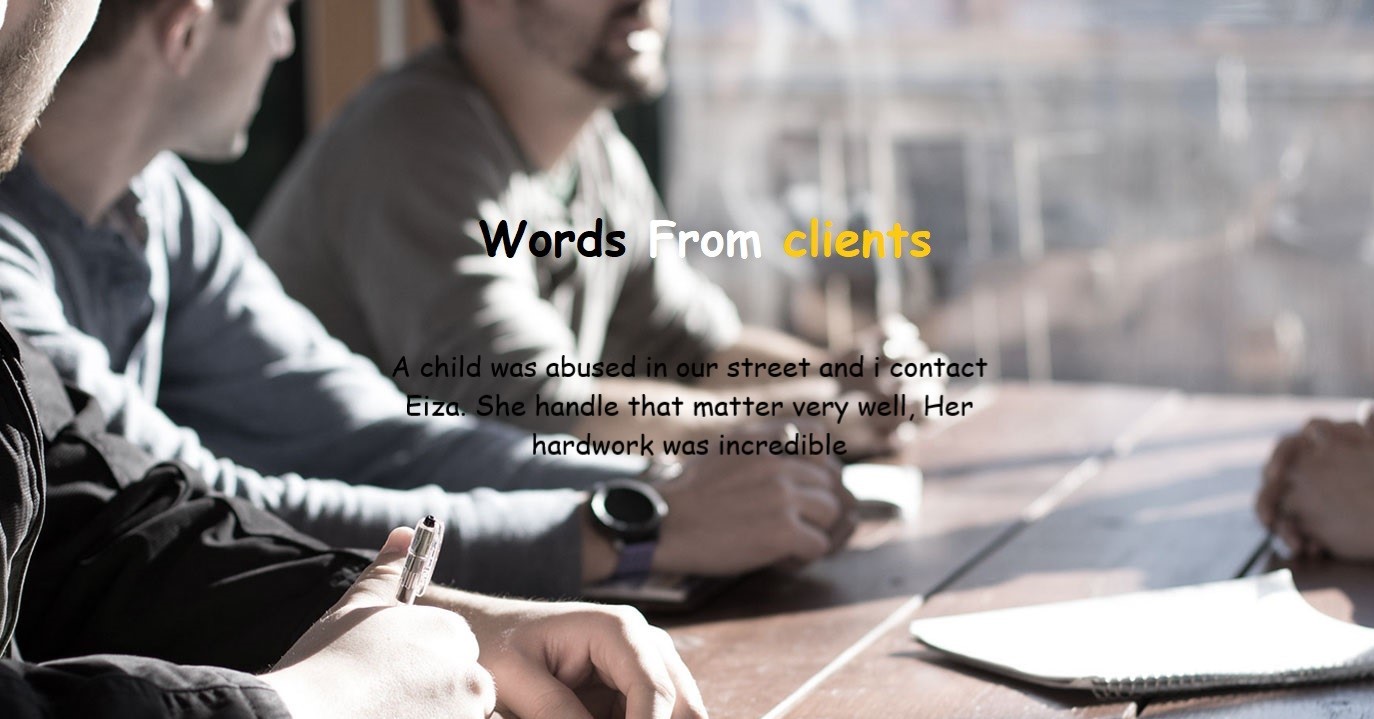 Words From clients
A child was abused in our street and i contact
Eiza. She handle that matter very well, Her
hardwork was incredible